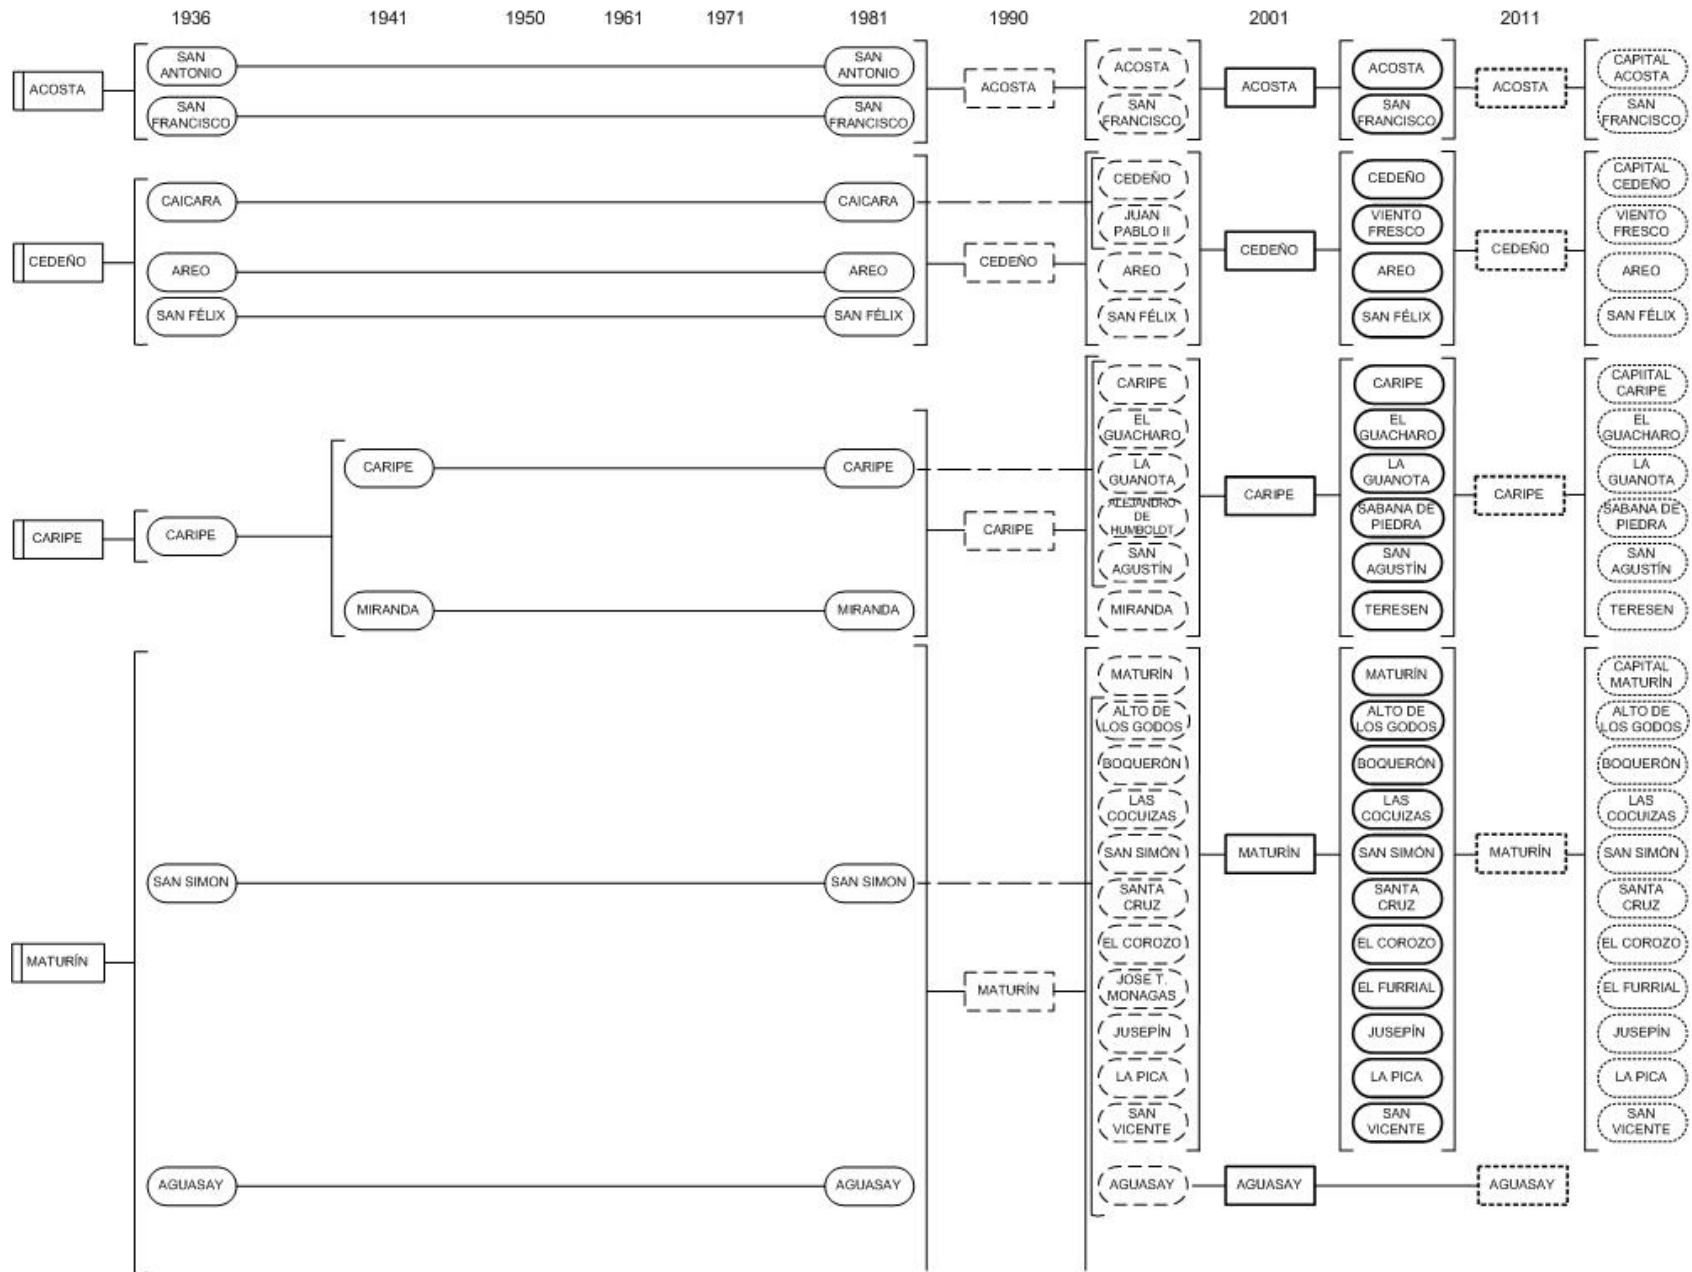 1936 1941 1950 1961 1971 1981 1990 2001 2011
ACOSTA
SAN
ANTONIO
SAN
FRANCISCO
SAN
ANTONIO
SAN
FRANCISCO
ACOSTA
ACOSTA
SAN
FRANCISCO
ACOSTA
ACOSTA
SAN
FRANCISCO
ACOSTA
CAPITAL
ACOSTA
SAN
FRANCISCO
CEDEÑO
CAICARA
AREO
SAN FÉLIX
CAICARA
AREO
SAN FÉLIX
CEDEÑO
CEDEÑO
JUAN
PABLO II
AREO
SAN FÉLIX
CEDEÑO
CEDEÑO
VIENTO
FRESCO
AREO
SAN FÉLIX
CEDEÑO
CAPITAL
CEDEÑO
VIENTO
FRESCO
AREO
SAN FÉLIX
CARIPE
CARIPE
CARIPE
MIRANDA
CARIPE
MIRANDA
CARIPE
CARIPE
EL
GUACHARO
LA
GUANOTA
ALEJANDRO
DE
HUMBOLDT
SAN
AGUSTÍN
MIRANDA
CARIPE
CARIPE
EL
GUACHARO
LA
GUANOTA
SABANA DE
PIEDRA
SAN
AGUSTÍN
TERESEN
CARIPE
CAPIITAL
CARIPE
EL
GUACHARO
LA
GUANOTA
SABANA DE
PIEDRA
SAN
AGUSTÍN
TERESEN
MATURÍN
SAN SIMON
AGUASAY
SAN SIMON
AGUASAY
MATURÍN
MATURÍN
ALTO DE
LOS GODOS
BOQUERÓN
LAS
COCUIZAS
SAN SIMÓN
SANTA
CRUZ
EL COROZO
JOSE T.
MONAGAS
JUSEPÍN
LA PICA
SAN
VICENTE
AGUASAY
MATURÍN
AGUASAY
MATURÍN
ALTO DE
LOS GODOS
BOQUERÓN
LAS
COCUIZAS
SAN SIMÓN
SANTA
CRUZ
EL COROZO
EL FURRIAL
JUSEPÍN
LA PICA
SAN
VICENTE
MATURÍN
AGUASAY
CAPITAL
MATURÍN
ALTO DE
LOS GODOS
BOQUERÓN
LAS
COCUIZAS
SAN SIMÓN
SANTA
CRUZ
EL COROZO
EL FURRIAL
JUSEPÍN
LA PICA
SAN
VICENTE